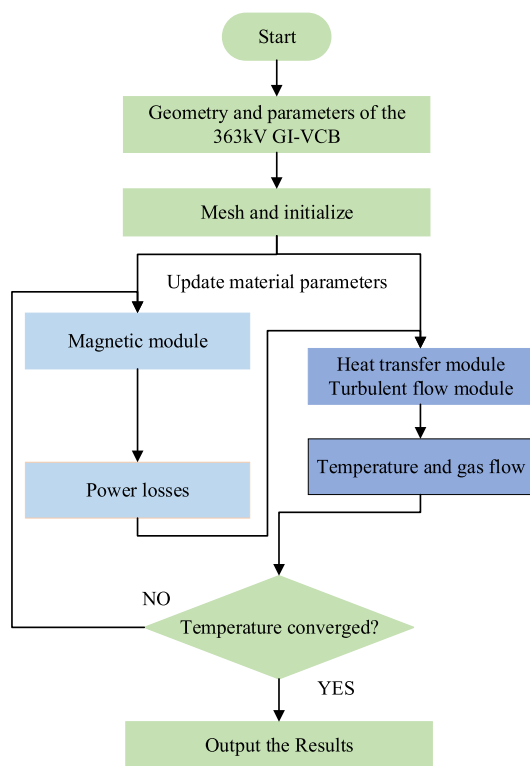 Start
Geometry and parameters of the
363kV GI-VCB
Mesh and initialize
Update material parameters
Magnetic module
Heat transfer module
Turbulent flow module
Power losses
Temperature and gas flow
NO
Temperature converged?
YES
Output the Results